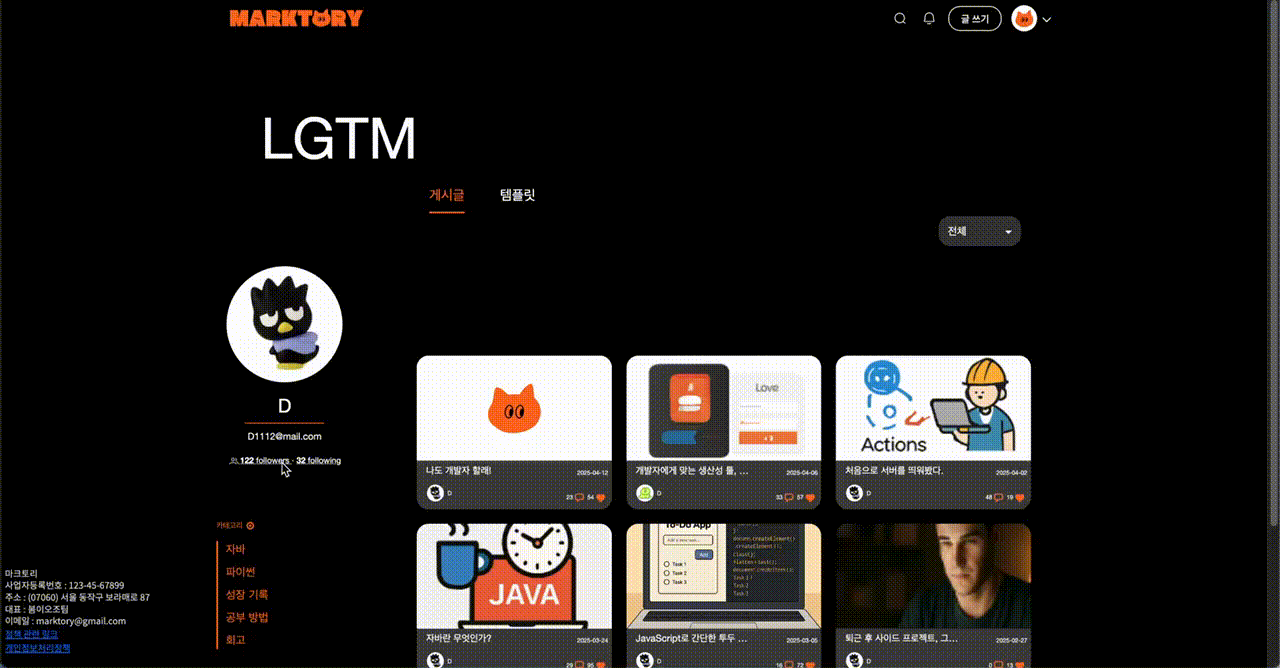 MARKTORY
글 쓰기
LGTM
게시글
템플릿
전체
D
D1112@mail.com
122 followers · 32 following
카테고리
자바
파이썬
성장 기록
공부 방법
회고
마크토리
사업자등록번호 : 123-45-67899
주소 : (07060) 서울 동작구 보라매로 87
대표 : 봄이오조팀
이메일 : marktory@gmail.com
정책 관련 링크
개인정보처리정책
나도 개발자 할래!
2025-04-12
D
23
54
Love
× 3
개발자에게 맞는 생산성 툴, ...
2025-04-06
D
33
57
Actions
처음으로 서버를 띄워봤다.
2025-04-02
D
48
19
JAVA
자바란 무엇인가?
2025-03-24
D
29
95
To-Do App
Add
Task 1
Task 2
Task 3
JavaScript로 간단한 투두 ...
2025-03-05
D
16
72
퇴근 후 사이드 프로젝트, 그...
2025-02-27
D
0
13